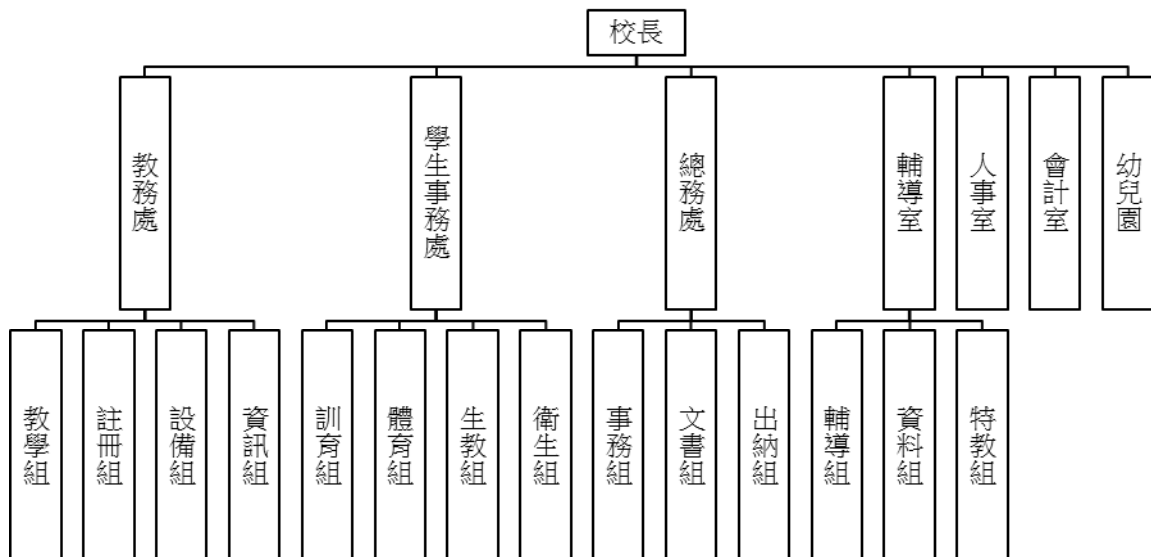 校長
教務處
學生事務處
總務處
輔導室
人事室
會計室
幼兒園
教學組
註冊組
設備組
資訊組
訓育組
體育組
生教組
衛生組
事務組
文書組
出納組
輔導組
資料組
特教組